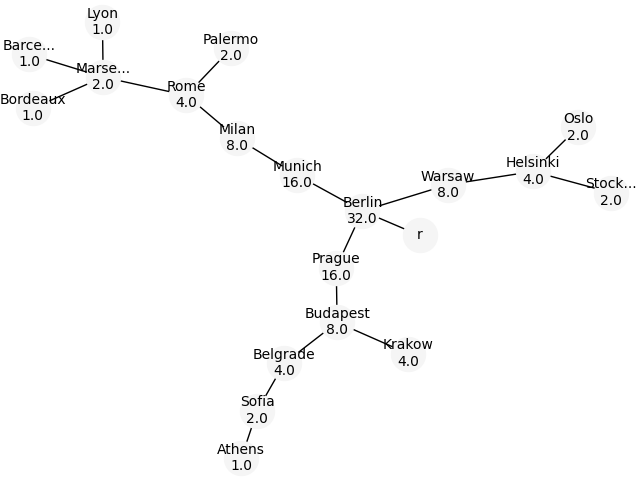 Lyon
1.0
Barce...
1.0
Marse...
2.0
Bordeaux
1.0
Palermo
2.0
Rome
4.0
Milan
8.0
Munich
16.0
Oslo
2.0
Helsinki
4.0
Stock...
2.0
Warsaw
8.0
Berlin
32.0
r
Prague
16.0
Budapest
8.0
Krakow
4.0
Belgrade
4.0
Sofia
2.0
Athens
1.0